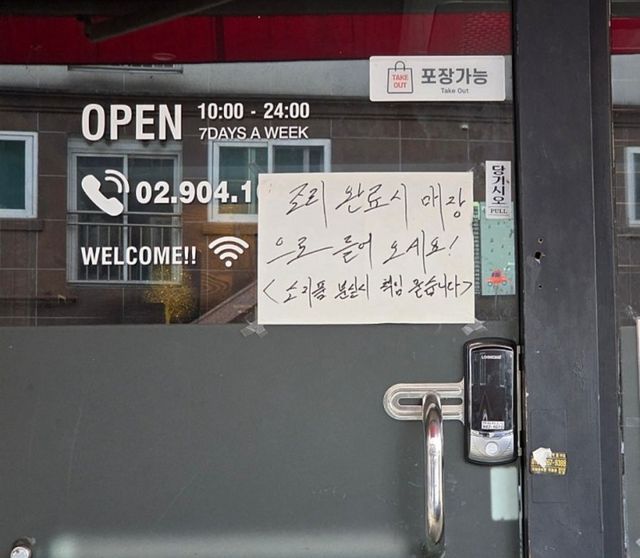 TAKE OUT
포장가능
Take Out
OPEN 10:00 - 24:00
7DAYS A WEEK
02.904.1
WELCOME!!
당기시오
PULL
조리 완료시 매장
으로 들어 오세요!
<소지품 분실시 책임 없습니다>